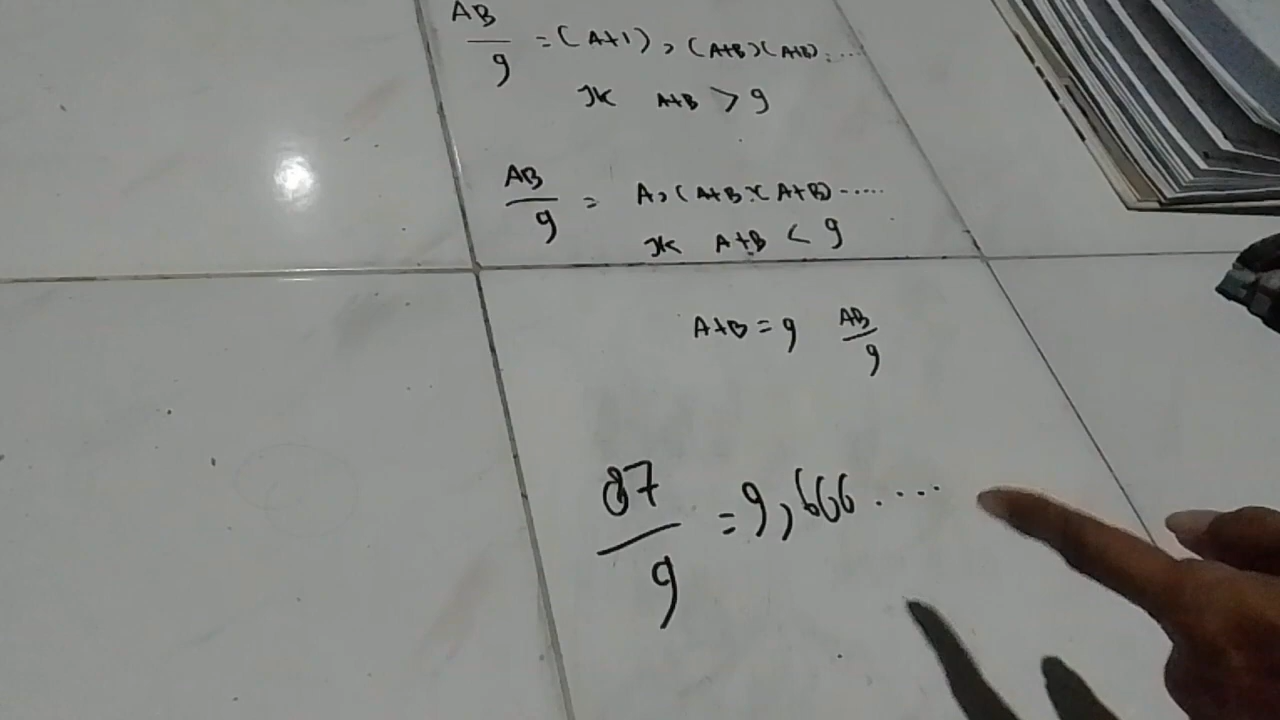 AB
9
=(A+1),(A+B)(A+B).....
JK A+B > 9
AB
9
= A,(A+B)(A+B).....
JK A+B < 9
A+B=9
AB
9
87
9
=9,666....